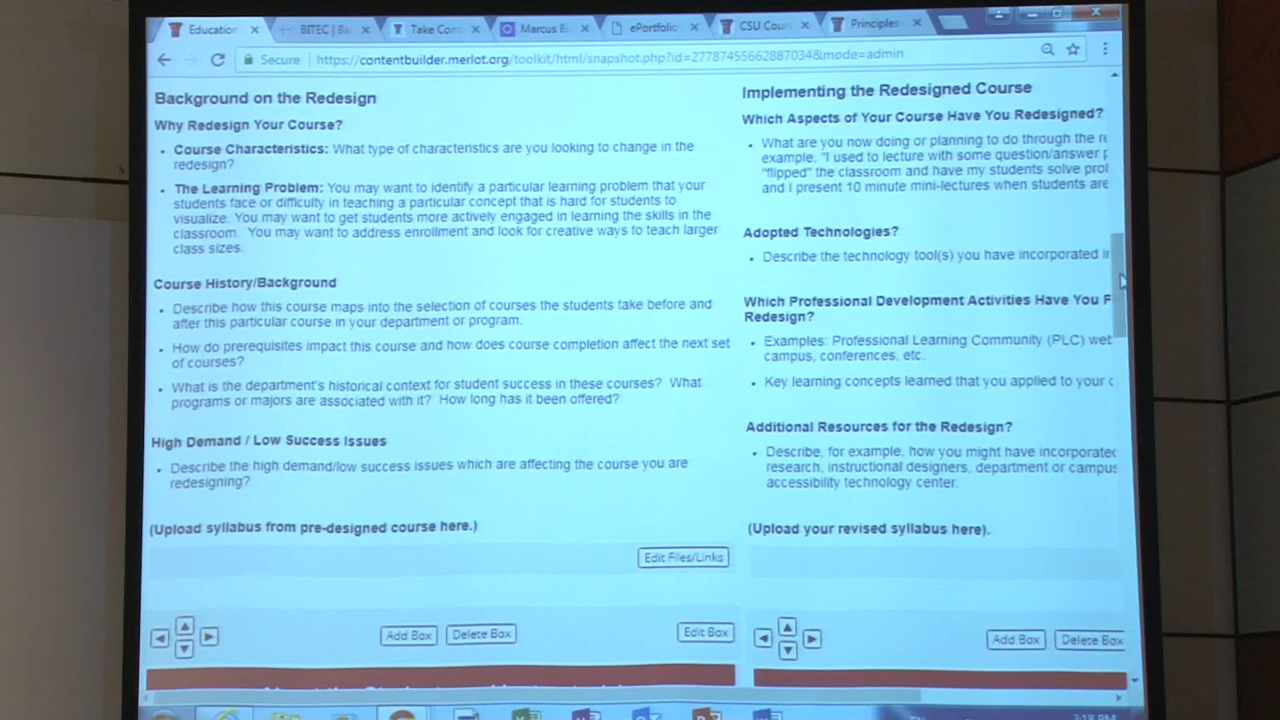 Education
BITEC | Ba
Take Cons
Marcus B
ePortfolio
CSU Cour
Principles
Secure
https://contentbuilder.merlot.org/toolkit/html/snapshot.php?id=27787455662887034&mode=admin
Background on the Redesign
Why Redesign Your Course?
• Course Characteristics: What type of characteristics are you looking to change in the
redesign?
• The Learning Problem: You may want to identify a particular learning problem that your
students face or difficulty in teaching a particular concept that is hard for students to
visualize. You may want to get students more actively engaged in learning the skills in the
classroom. You may want to address enrollment and look for creative ways to teach larger
class sizes.
Course History/Background
• Describe how this course maps into the selection of courses the students take before and
after this particular course in your department or program.
• How do prerequisites impact this course and how does course completion affect the next set
of courses?
• What is the department's historical context for student success in these courses? What
programs or majors are associated with it? How long has it been offered?
High Demand / Low Success Issues
• Describe the high demand/low success issues which are affecting the course you are
redesigning?
(Upload syllabus from pre-designed course here.)
Edit Files/Links
Add Box
Delete Box
Edit Box
Implementing the Redesigned Course
Which Aspects of Your Course Have You Redesigned?
• What are you now doing or planning to do through the re
example, "I used to lecture with some question/answer p
"flipped" the classroom and have my students solve prol
and I present 10 minute mini-lectures when students are
Adopted Technologies?
• Describe the technology tool(s) you have incorporated in
Which Professional Development Activities Have You F
Redesign?
• Examples: Professional Learning Community (PLC) wet
campus, conferences, etc.
• Key learning concepts learned that you applied to your c
Additional Resources for the Redesign?
• Describe, for example, how you might have incorporated
research, instructional designers, department or campus
accessibility technology center.
(Upload your revised syllabus here).
Add Box
Delete Box
EN
3:18 PM